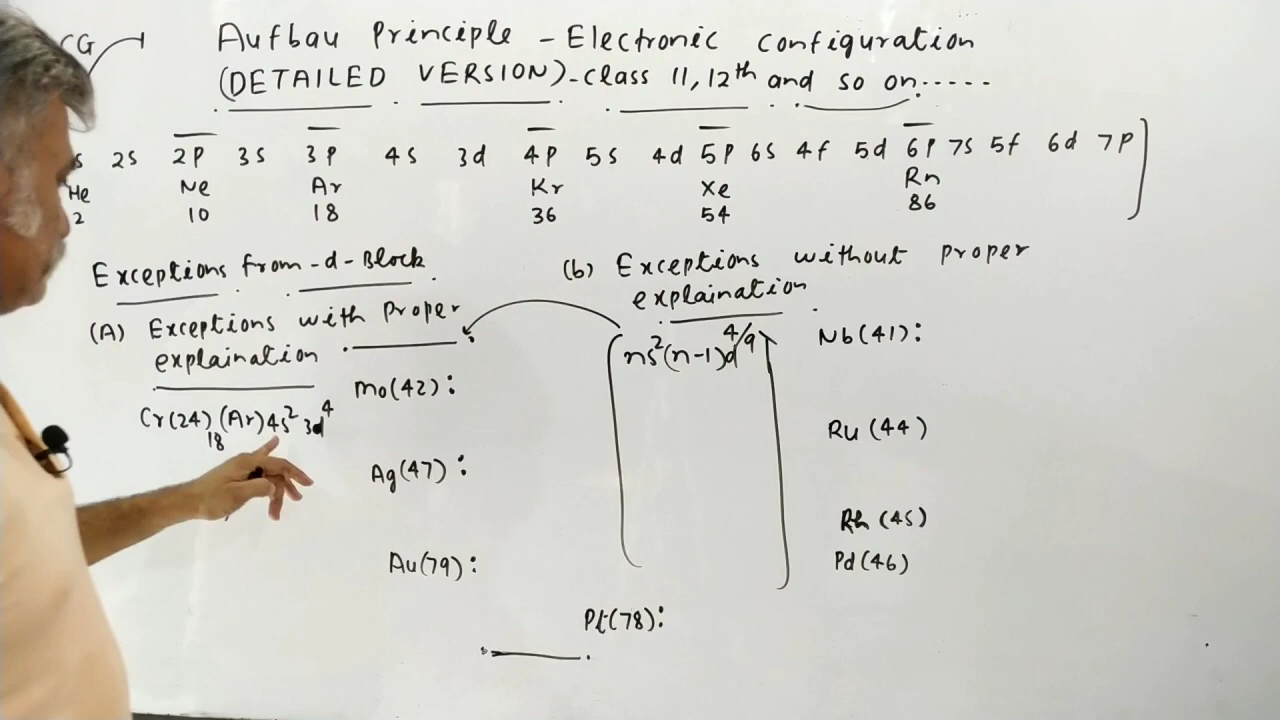 CG
Aufbau Principle - Electronic configuration
(DETAILED VERSION)-class 11, 12th and so on.....
s 2s 2p 3s 3p 4s 3d 4p 5s 4d 5p 6s 4f 5d 6p 7s 5f 6d 7p
He Ne Ar Kr Xe Rn
2 10 18 36 54 86
Exceptions from-d-Block
(A) Exceptions with Proper
explaination
Cr(24) (Ar)4s² 3d⁴
18
Mo(42):
Ag(47):
Au(79):
(b) Exceptions without proper
explaination
ns²(n-1)d⁴/⁹
Pt(78):
Nb(41):
Ru(44)
Rh(45)
Pd(46)